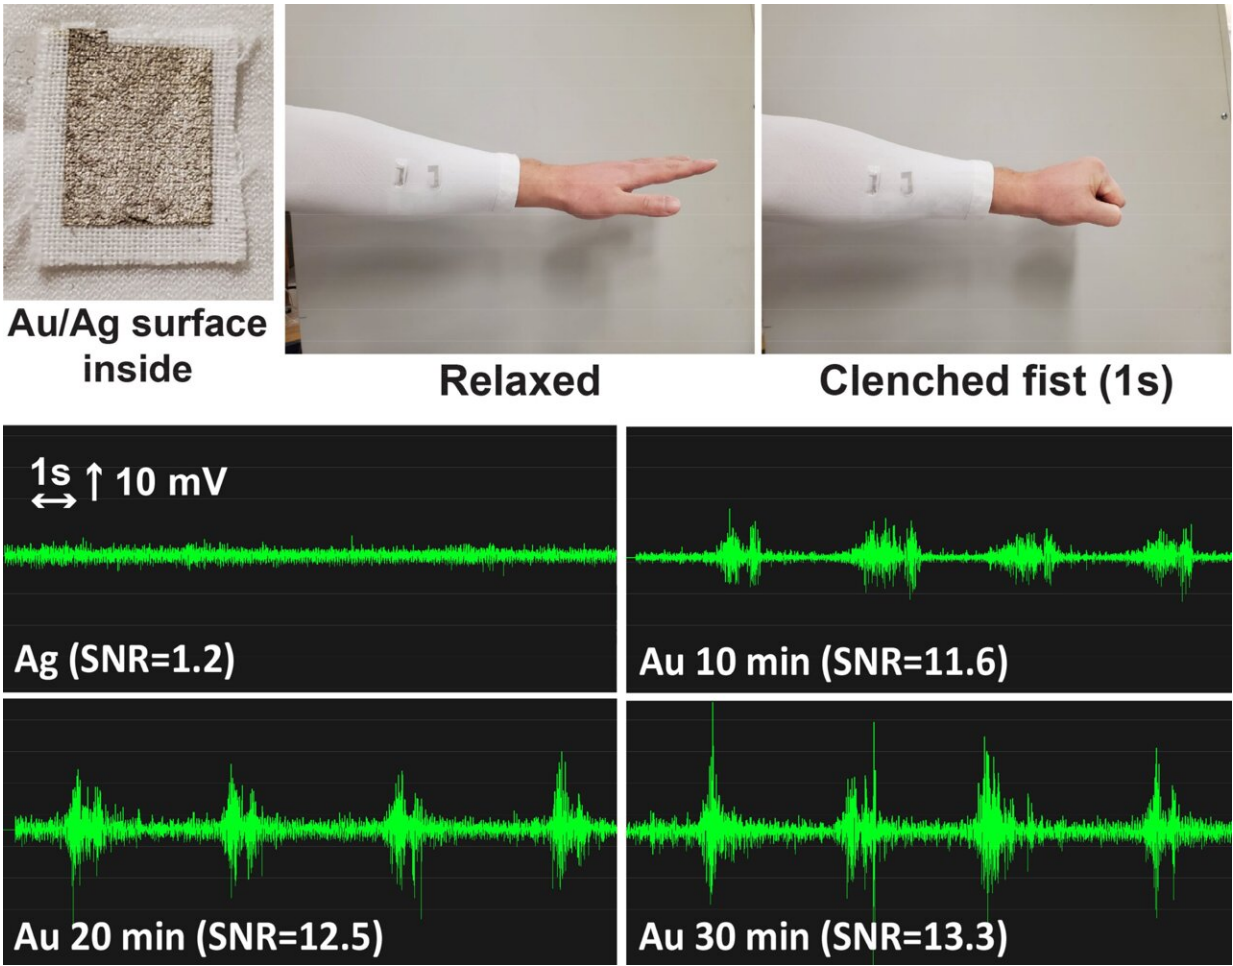 Au/Ag surface
inside
Relaxed
Clenched fist (1s)
1s
↔ ↑ 10 mV
Ag (SNR=1.2)
Au 10 min (SNR=11.6)
Au 20 min (SNR=12.5)
Au 30 min (SNR=13.3)